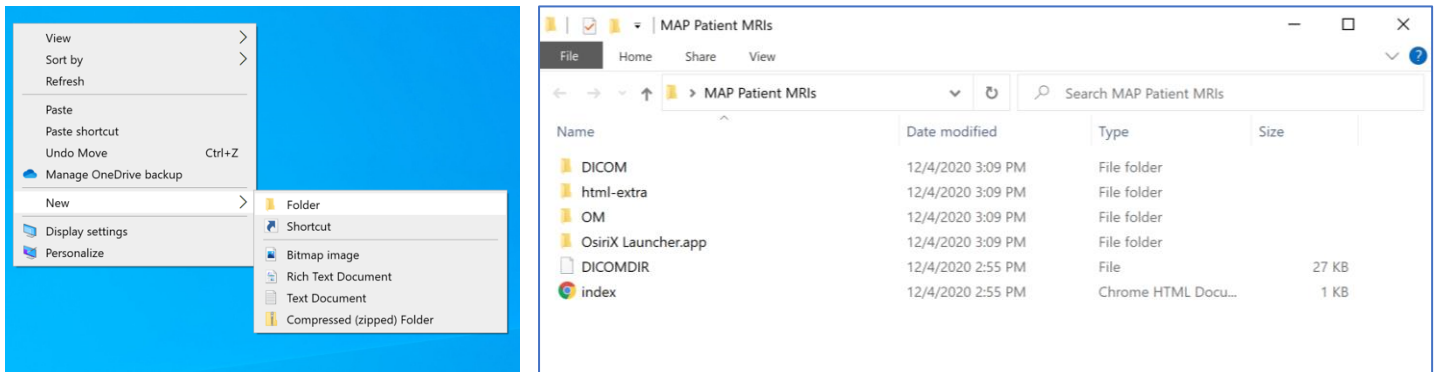 View
Sort by
Refresh
Paste
Paste shortcut
Undo Move Ctrl+Z
Manage OneDrive backup
New
Display settings
Personalize
Folder
Shortcut
Bitmap image
Rich Text Document
Text Document
Compressed (zipped) Folder
MAP Patient MRIs
File Home Share View
MAP Patient MRIs Search MAP Patient MRIs
Name Date modified Type Size
DICOM 12/4/2020 3:09 PM File folder
html-extra 12/4/2020 3:09 PM File folder
OM 12/4/2020 3:09 PM File folder
OsiriX Launcher.app 12/4/2020 3:09 PM File folder
DICOMDIR 12/4/2020 2:55 PM File 27 KB
index 12/4/2020 2:55 PM Chrome HTML Docu... 1 KB